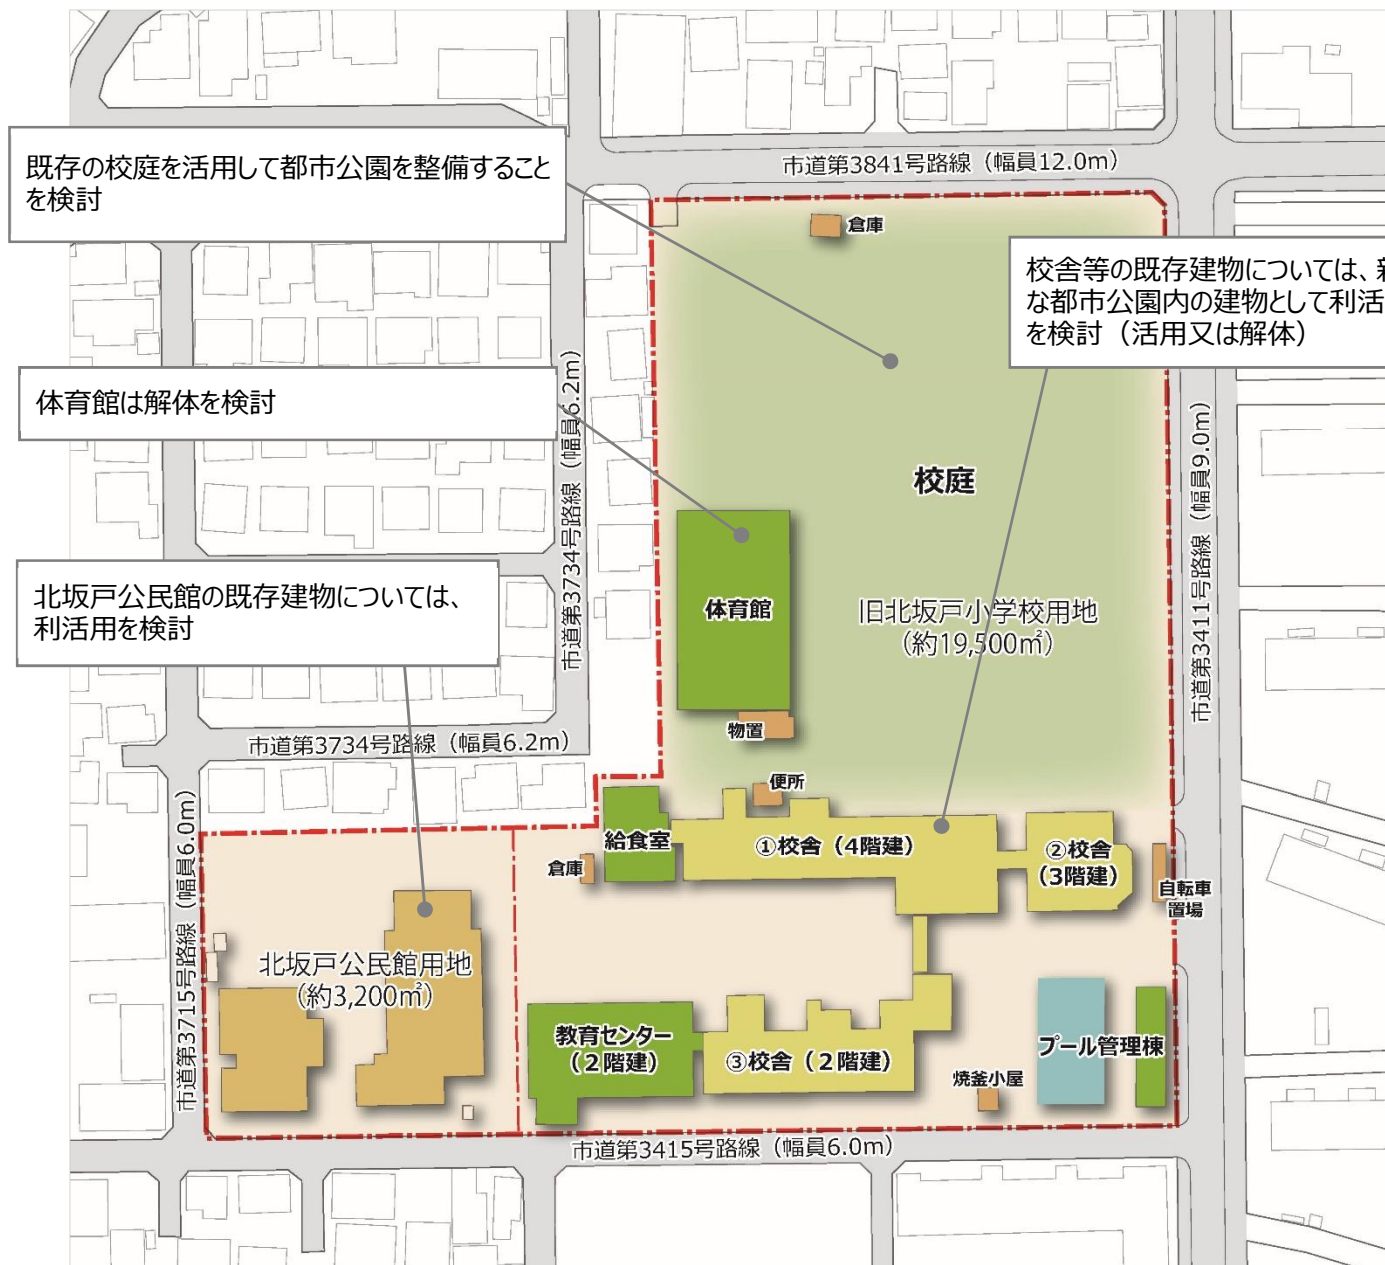 市道第3841号路線（幅員12.0m）
既存の校庭を活用して都市公園を整備すること
を検討
倉庫
校舎等の既存建物については、新
な都市公園内の建物として利活
を検討（活用又は解体）
体育館は解体を検討
市道第3734号路線（幅員6.2m）
市道第3411号路線（幅員9.0m）
校庭
北坂戸公民館の既存建物については、
利活用を検討
体育館
旧北坂戸小学校用地
（約19,500㎡）
物置
市道第3734号路線（幅員6.2m）
便所
給食室
①校舎（4階建）
②校舎
（3階建）
倉庫
自転車
置場
市道第3715号路線（幅員6.0m）
北坂戸公民館用地
（約3,200㎡）
教育センター
（２階建）
③校舎（２階建）
プール管理棟
焼釜小屋
市道第3415号路線（幅員6.0m）